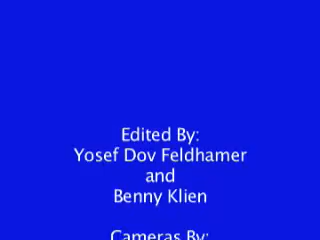 Edited By:
Yosef Dov Feldhamer
and
Benny Klien
Cameras By: